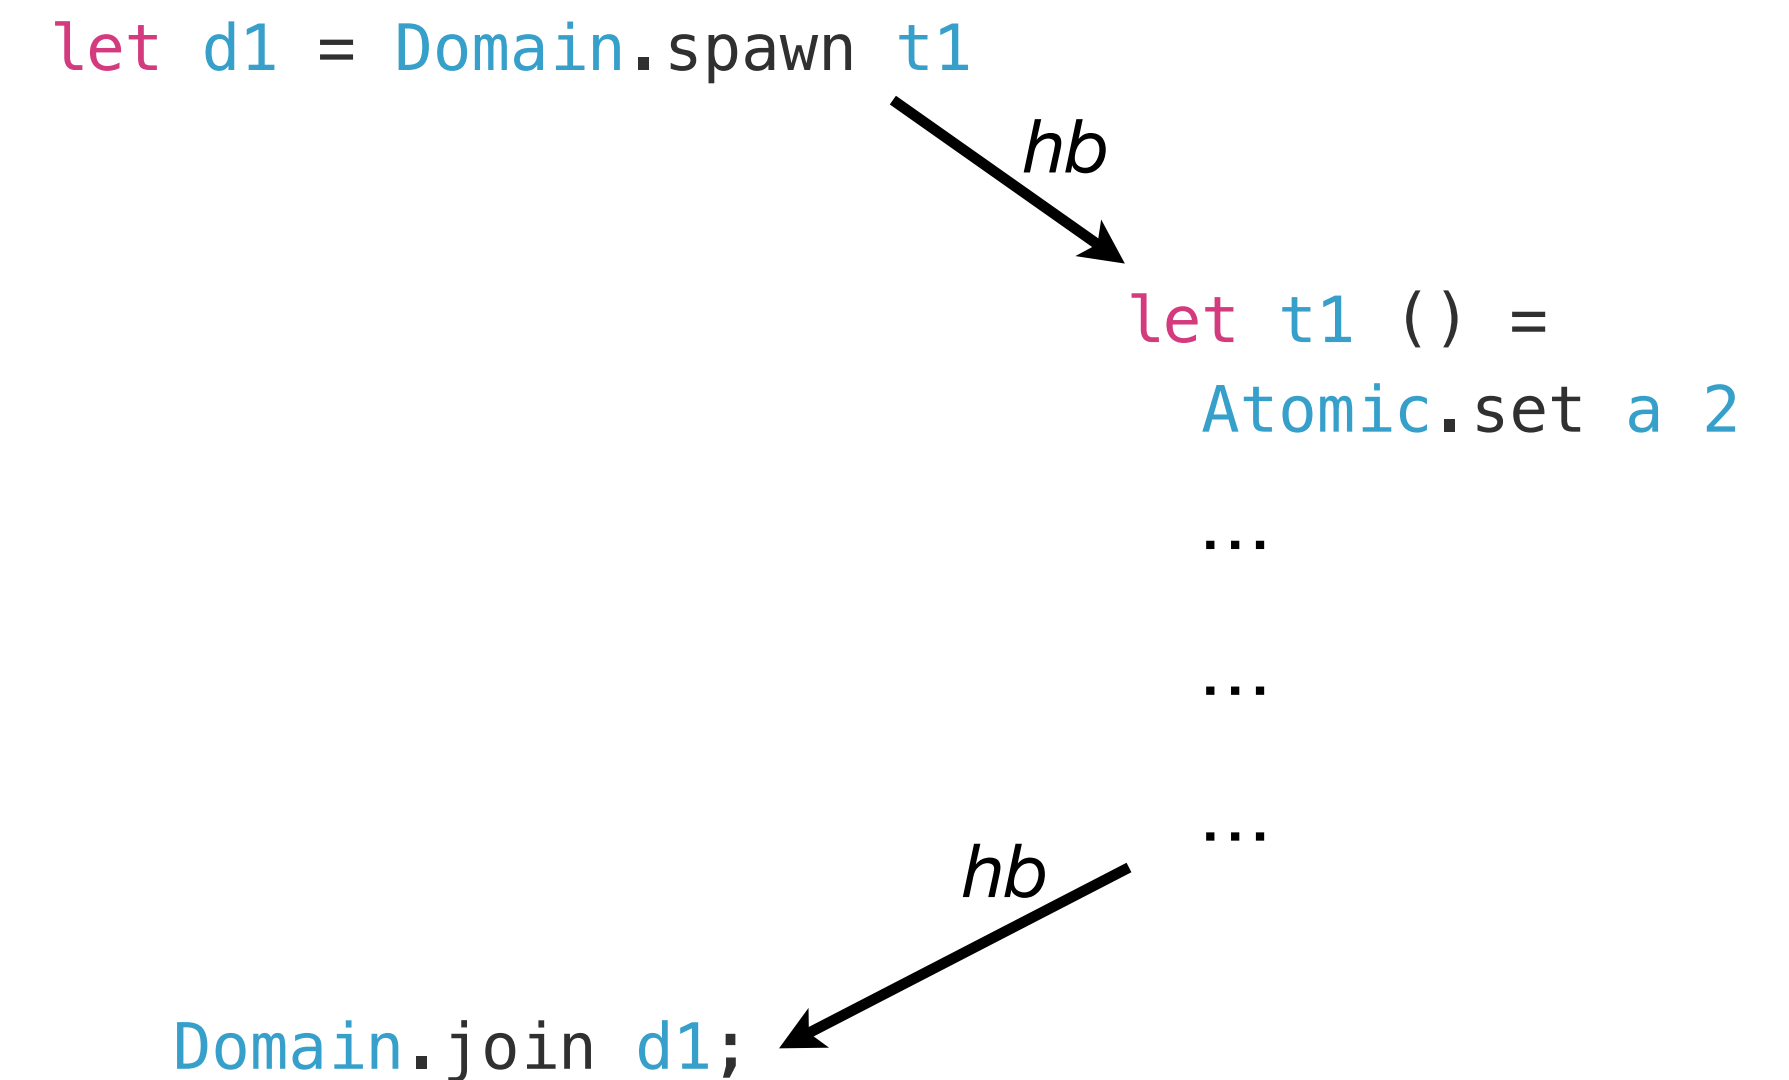 let d1 = Domain.spawn t1
hb
let t1 () =
Atomic.set a 2
...
...
...
hb
Domain.join d1;